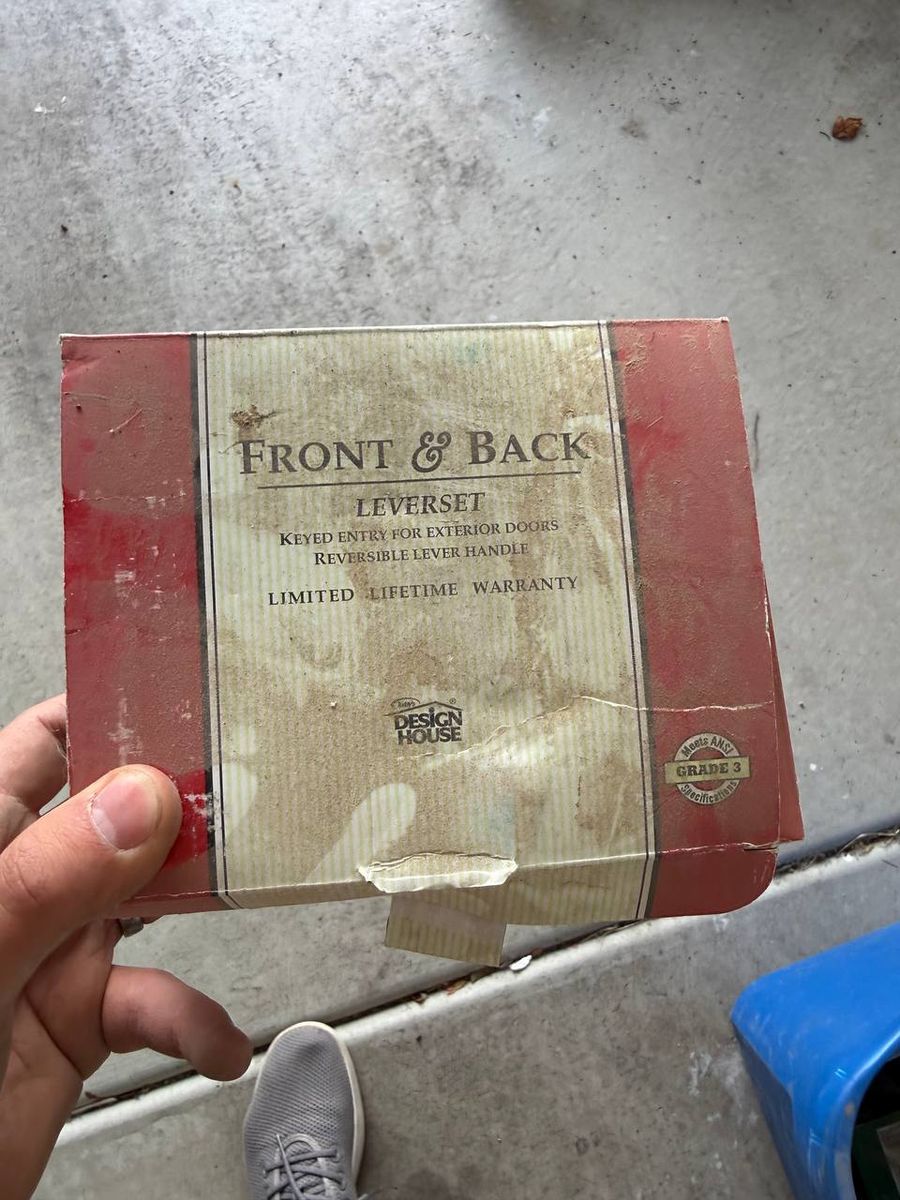 FRONT & BACK
LEVERSET
KEYED ENTRY FOR EXTERIOR DOORS
REVERSIBLE LEVER HANDLE
LIMITED LIFETIME WARRANTY
DESIGN
HOUSE
Meets ANSI
GRADE 3
Specifications